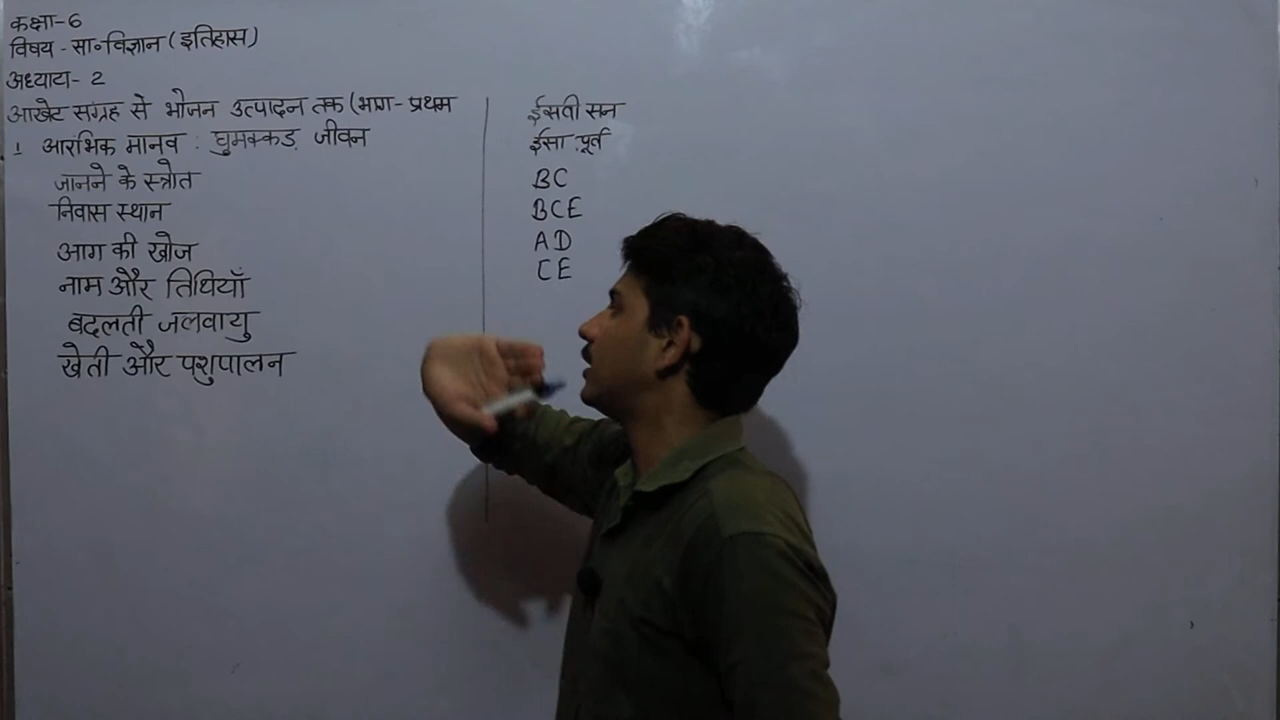 कक्षा-6
विषय - सा॰विज्ञान (इतिहास)
अध्याटा- 2
आखेट संग्रह से भोजन उत्पादन तक (भाग- प्रथम
1 आरंभिक मानव : घुमक्कड़ जीवन
जानने के स्त्रोत
निवास स्थान
आग की खोज
नाम और तिथियाँ
बदलती जलवायु
खेती और पशुपालन
ईसवी सन
ईसा पूर्व
BC
BCE
AD
CE